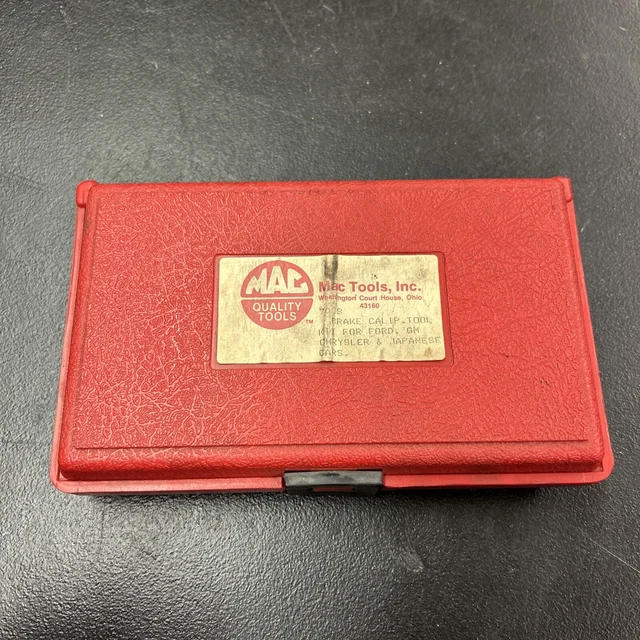 MAC
QUALITY
TOOLS
TM
Mac Tools, Inc.
Washington Court House, Ohio
43160
BRAKE CALIP.TOOL
KIT FOR FORD, GM
CHRYSLER & JAPANESE
CARS.